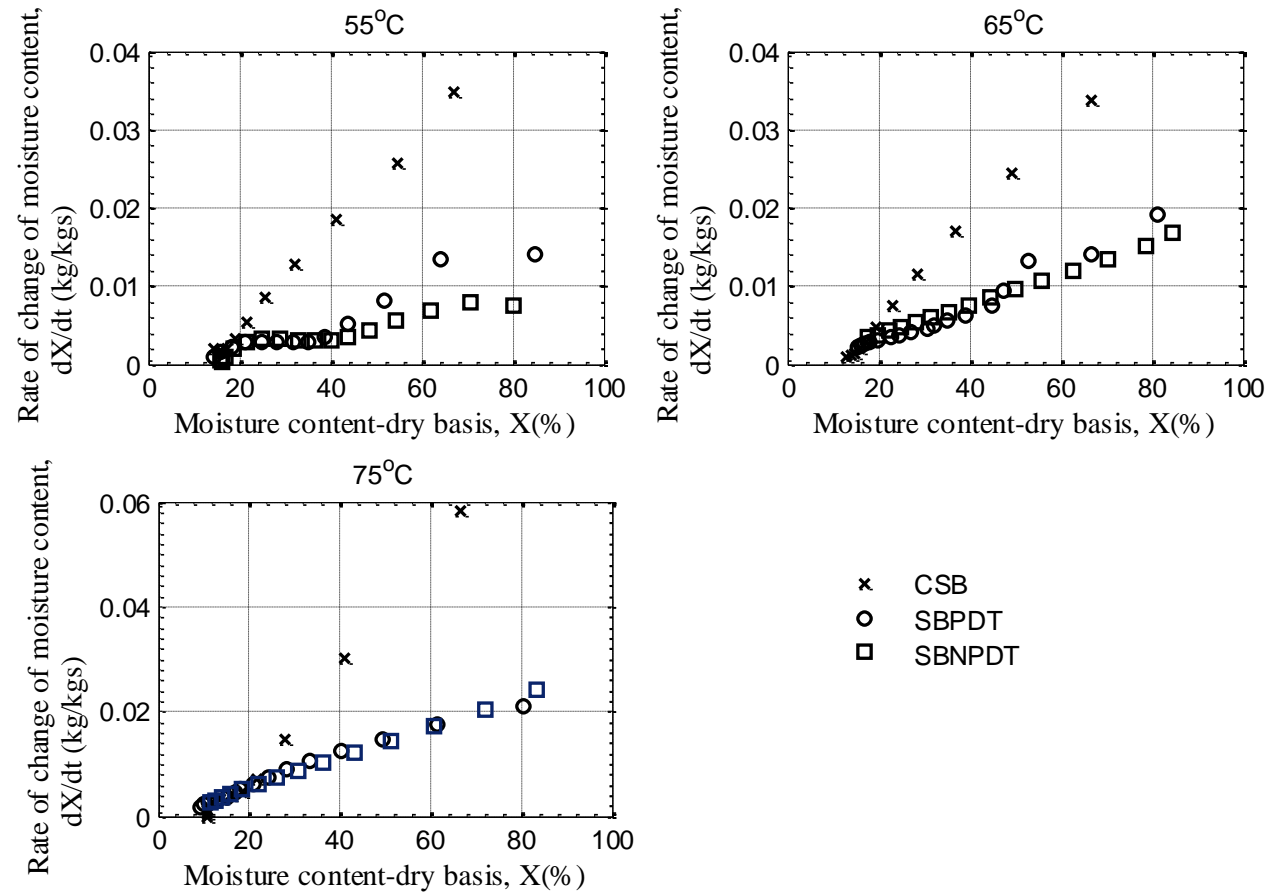 55°C
Rate of change of moisture content,
dX/dt (kg/kgs)
0.04
0.03
0.02
0.01
0
0 20 40 60 80 100
Moisture content-dry basis, X(%)
65°C
Rate of change of moisture content,
dX/dt (kg/kgs)
0.04
0.03
0.02
0.01
0
0 20 40 60 80 100
Moisture content-dry basis, X(%)
75°C
Rate of change of moisture content,
dX/dt (kg/kgs)
0.06
0.04
0.02
0
0 20 40 60 80 100
Moisture content-dry basis, X(%)
CSB
SBPDT
SBNPDT